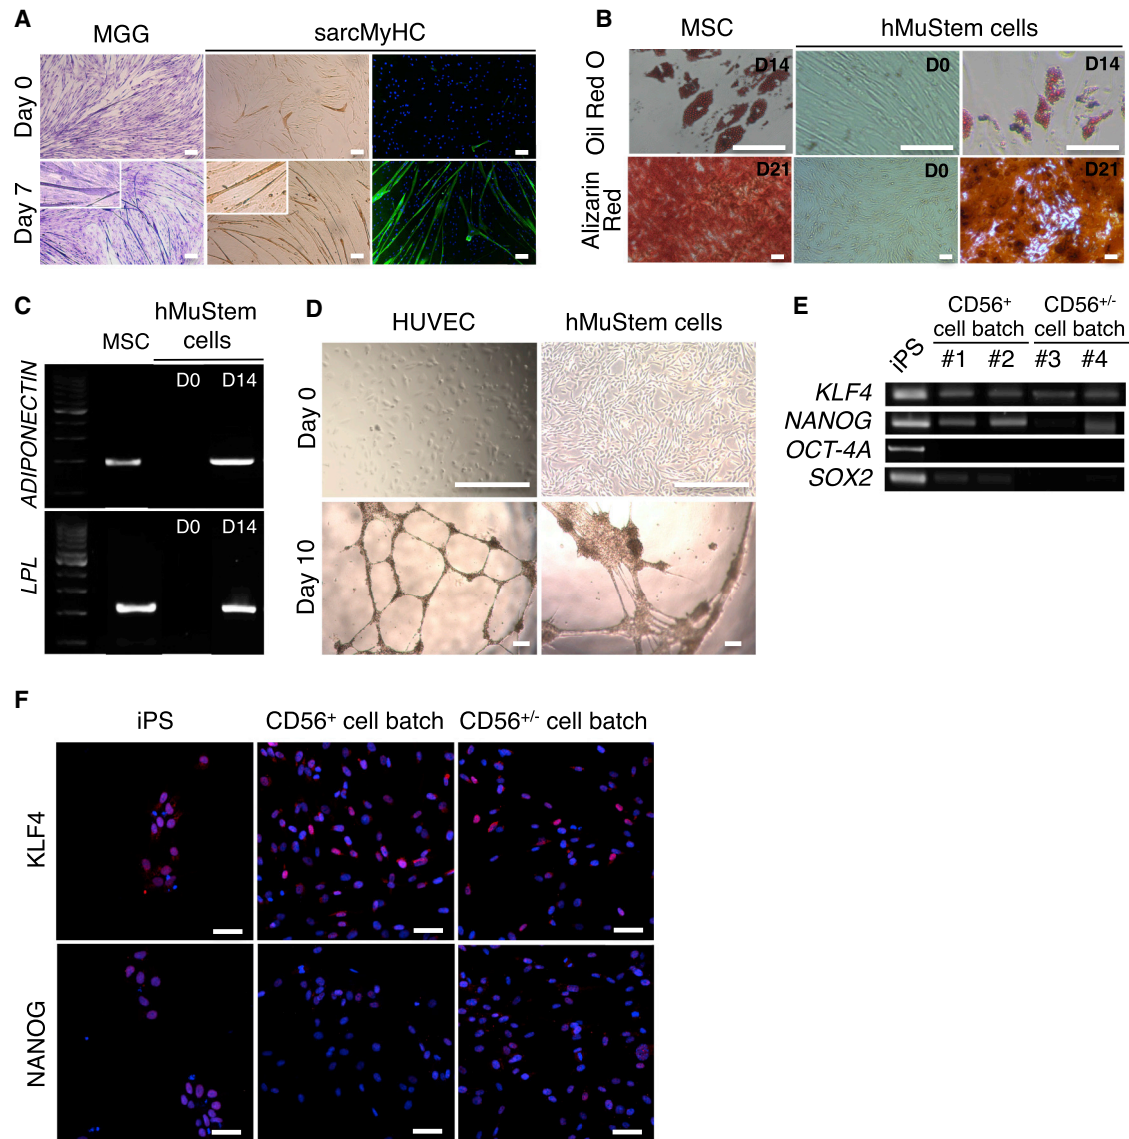 A
MGG
sarcMyHC
Day 0
Day 7
B
MSC
hMuStem cells
Oil Red O
D14
D0
D14
Alizarin
Red
D21
D0
D21
C
MSC
hMuStem
cells
ADIPONECTIN
D0
D14
LPL
D0
D14
D
HUVEC
hMuStem cells
Day 0
Day 10
E
CD56+
cell batch
CD56+/-
cell batch
iPS
#1
#2
#3
#4
KLF4
NANOG
OCT-4A
SOX2
F
iPS
CD56+ cell batch
CD56+/- cell batch
KLF4
NANOG